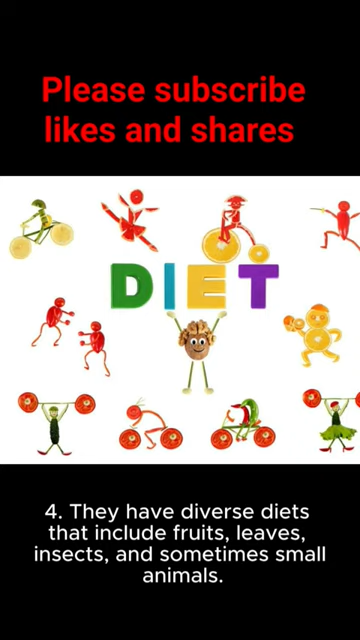 Please subscribe
likes and shares
DIET
4. They have diverse diets
that include fruits, leaves,
insects, and sometimes small
animals.